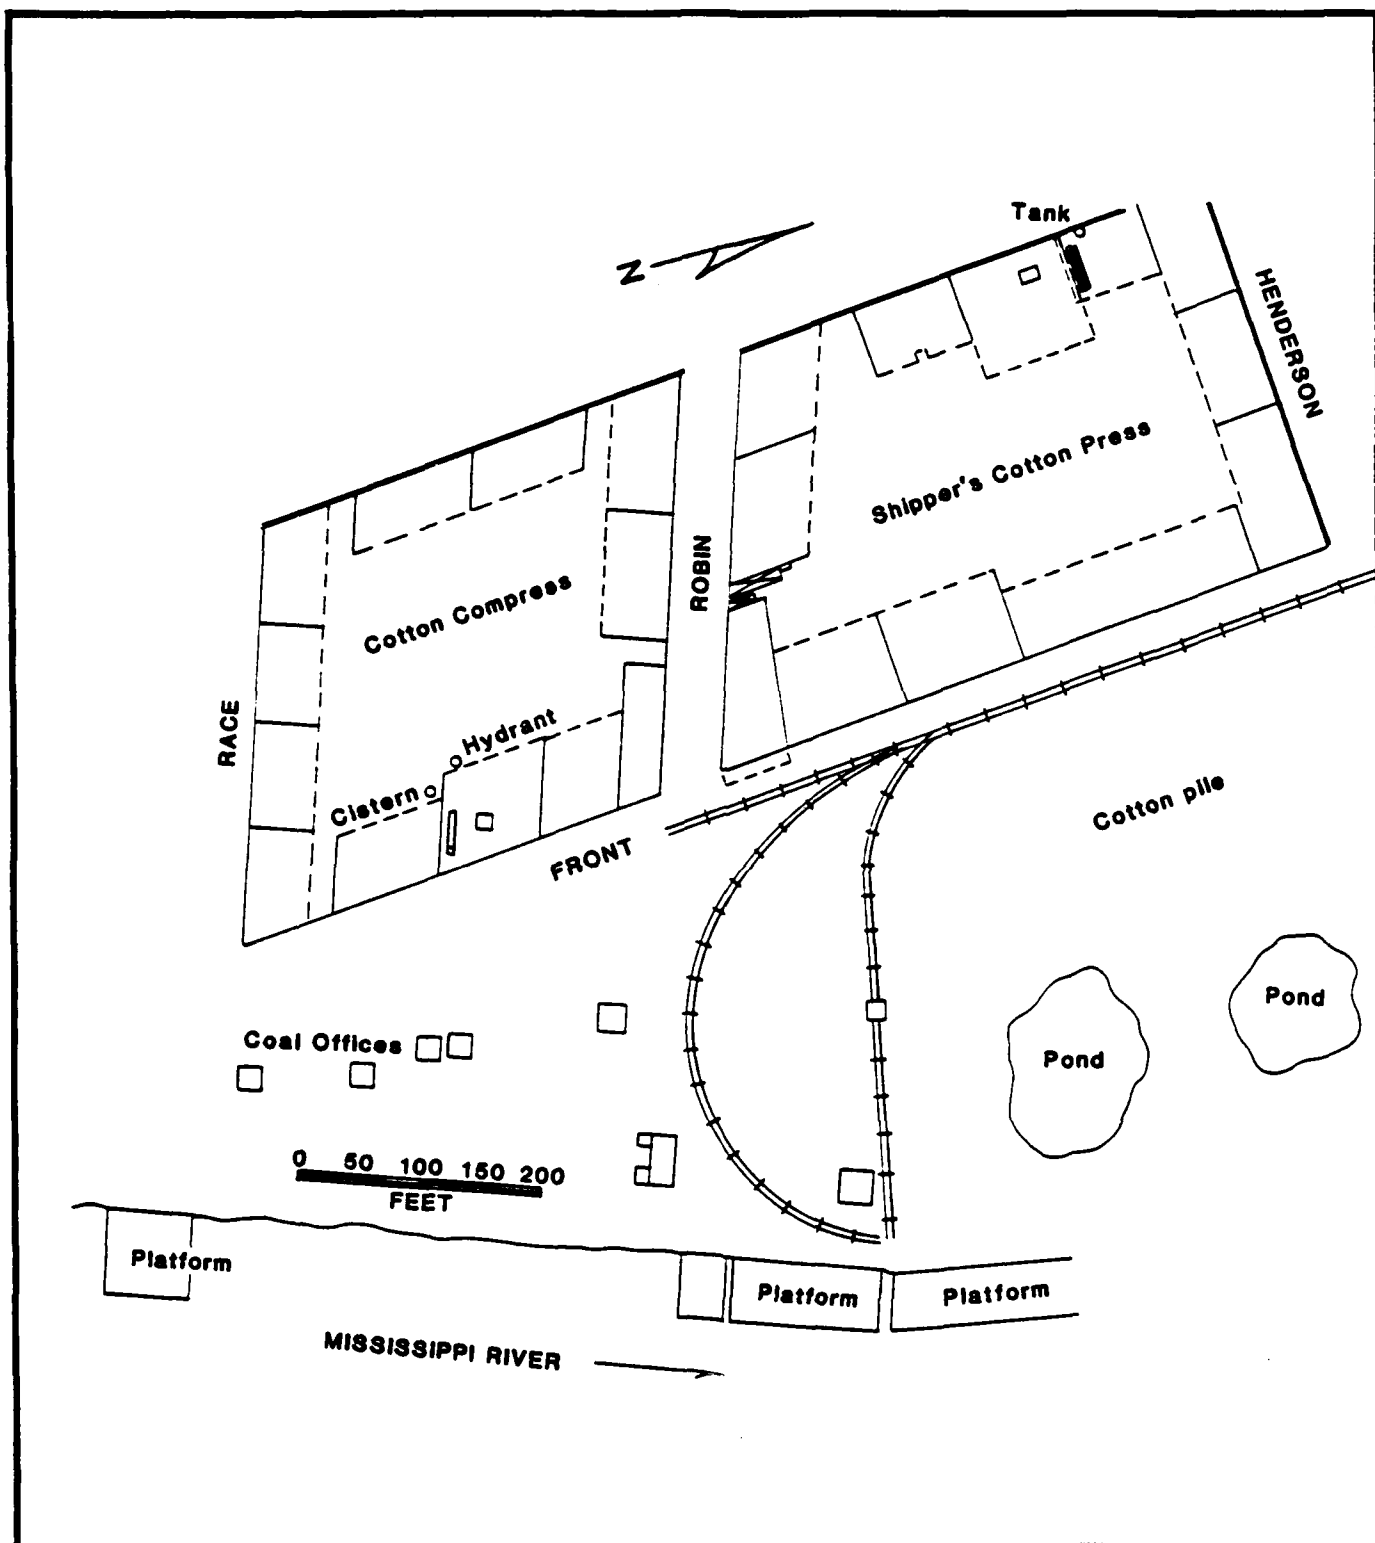 Tank
N
HENDERSON
Shipper's Cotton Press
ROBIN
Cotton Compress
RACE
Hydrant
Cistern
FRONT
Cotton pile
Pond
Pond
Coal Offices
0 50 100 150 200
FEET
Platform
Platform
Platform
MISSISSIPPI RIVER